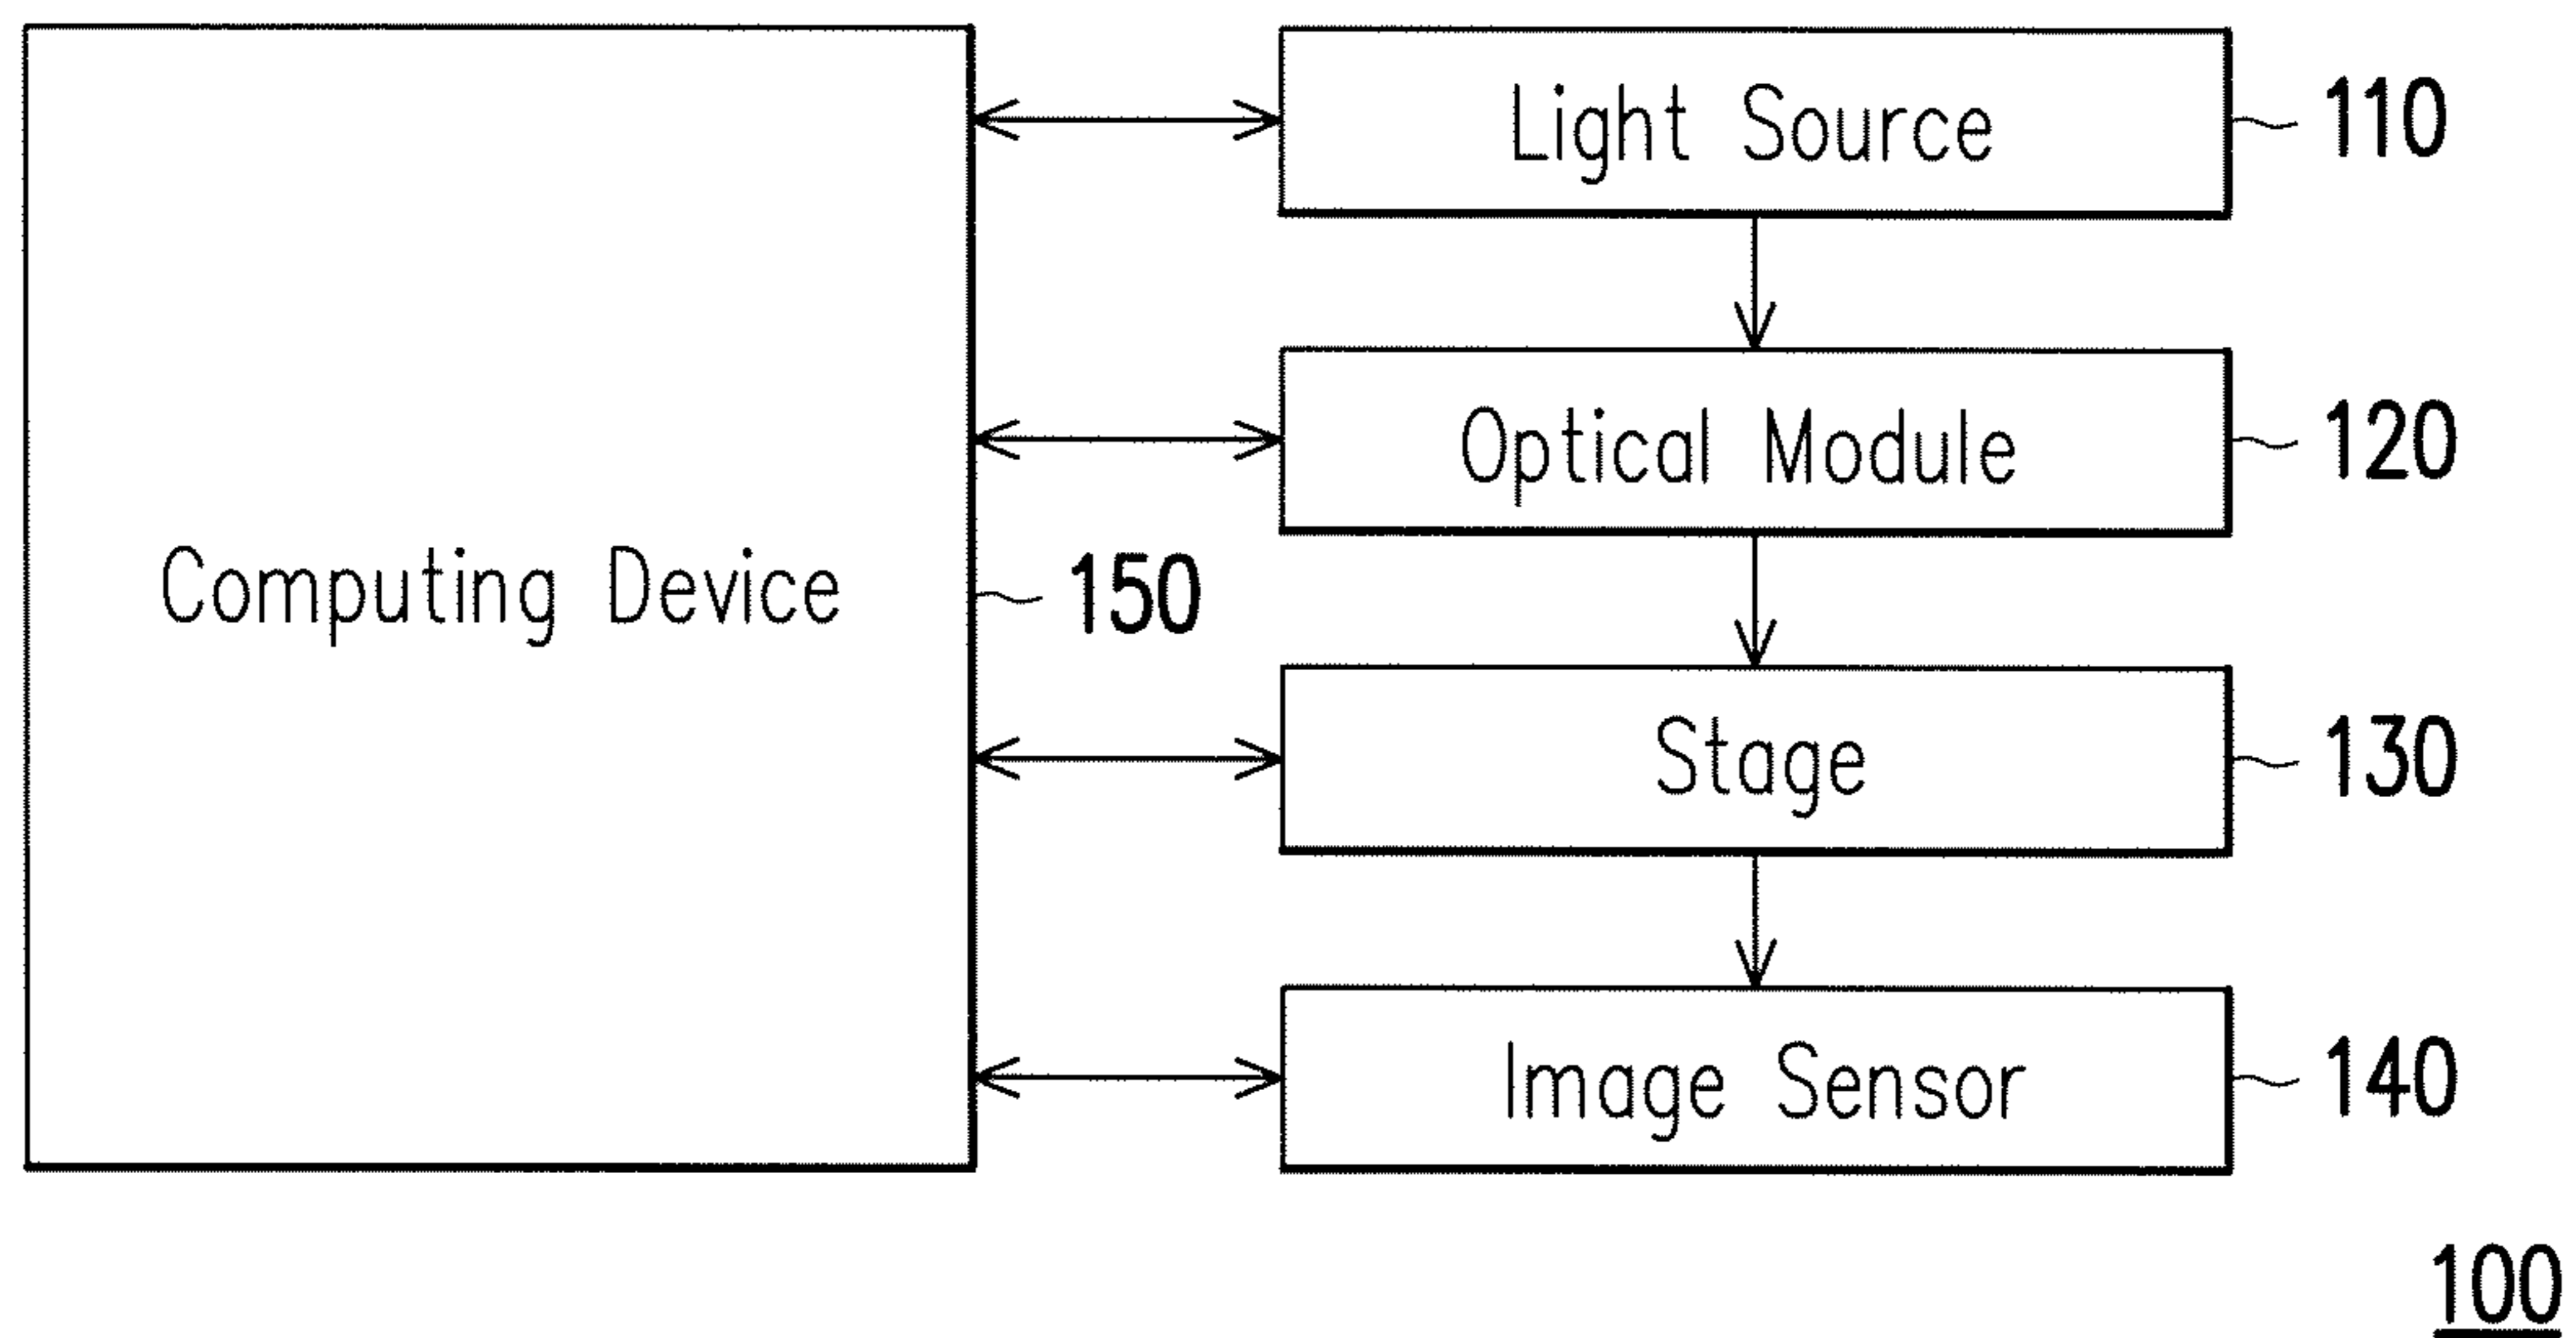 Light Source
110
Optical Module
120
Computing Device
150
Stage
130
Image Sensor
140
100